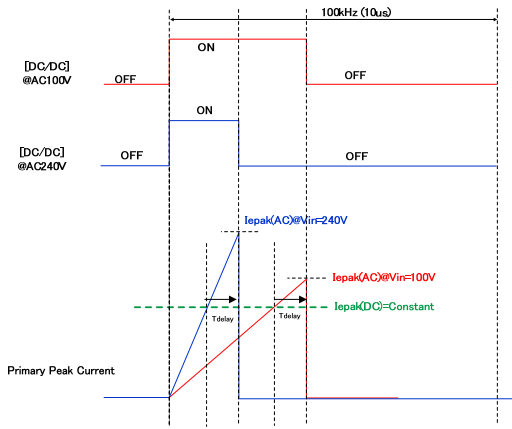 100kHz (10us)
[DC/DC]
@AC100V
OFF
ON
OFF
[DC/DC]
@AC240V
OFF
ON
OFF
Iepak(AC)@Vin=240V
Iepak(AC)@Vin=100V
Iepak(DC)=Constant
Tdelay
Tdelay
Primary Peak Current